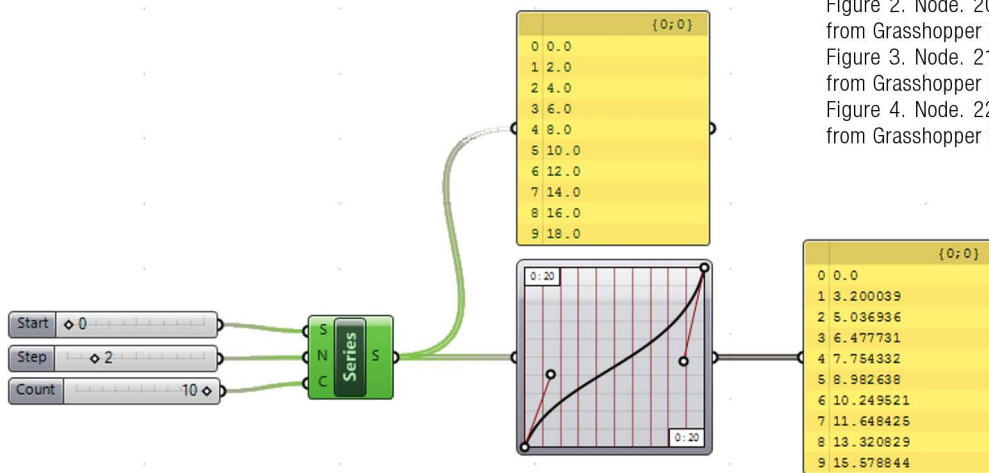 Figure 2. Node. 20
from Grasshopper
Figure 3. Node. 21
from Grasshopper
Figure 4. Node. 22
from Grasshopper
{0;0}
0 0.0
1 2.0
2 4.0
3 6.0
4 8.0
5 10.0
6 12.0
7 14.0
8 16.0
9 18.0
Start 0
Step 2
Count 10
S
N
C
Series
S
0:20
0:20
{0;0}
0 0.0
1 3.200039
2 5.036936
3 6.477731
4 7.754332
5 8.982638
6 10.249521
7 11.648425
8 13.320829
9 15.578844